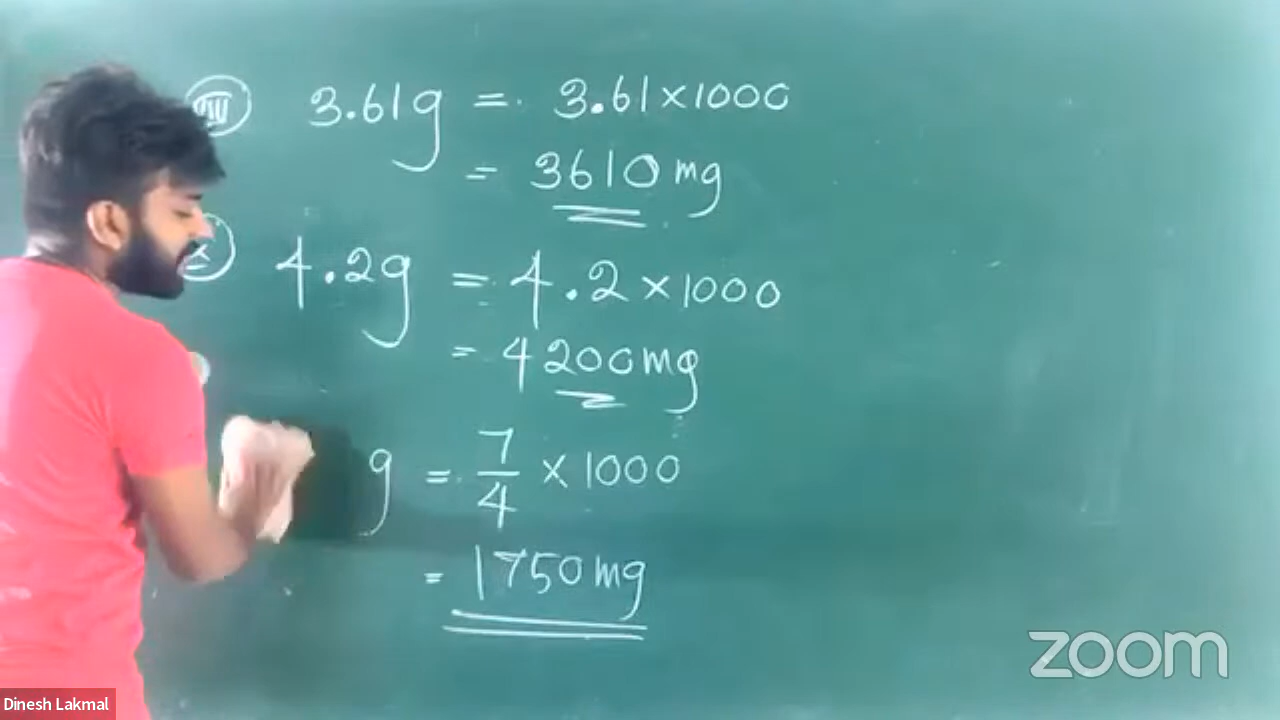 3.61g = 3.61×1000
= 3610 mg
4.2g = 4.2×1000
= 4200mg
g = 7/4 × 1000
= 1750mg
zoom
Dinesh Lakmal